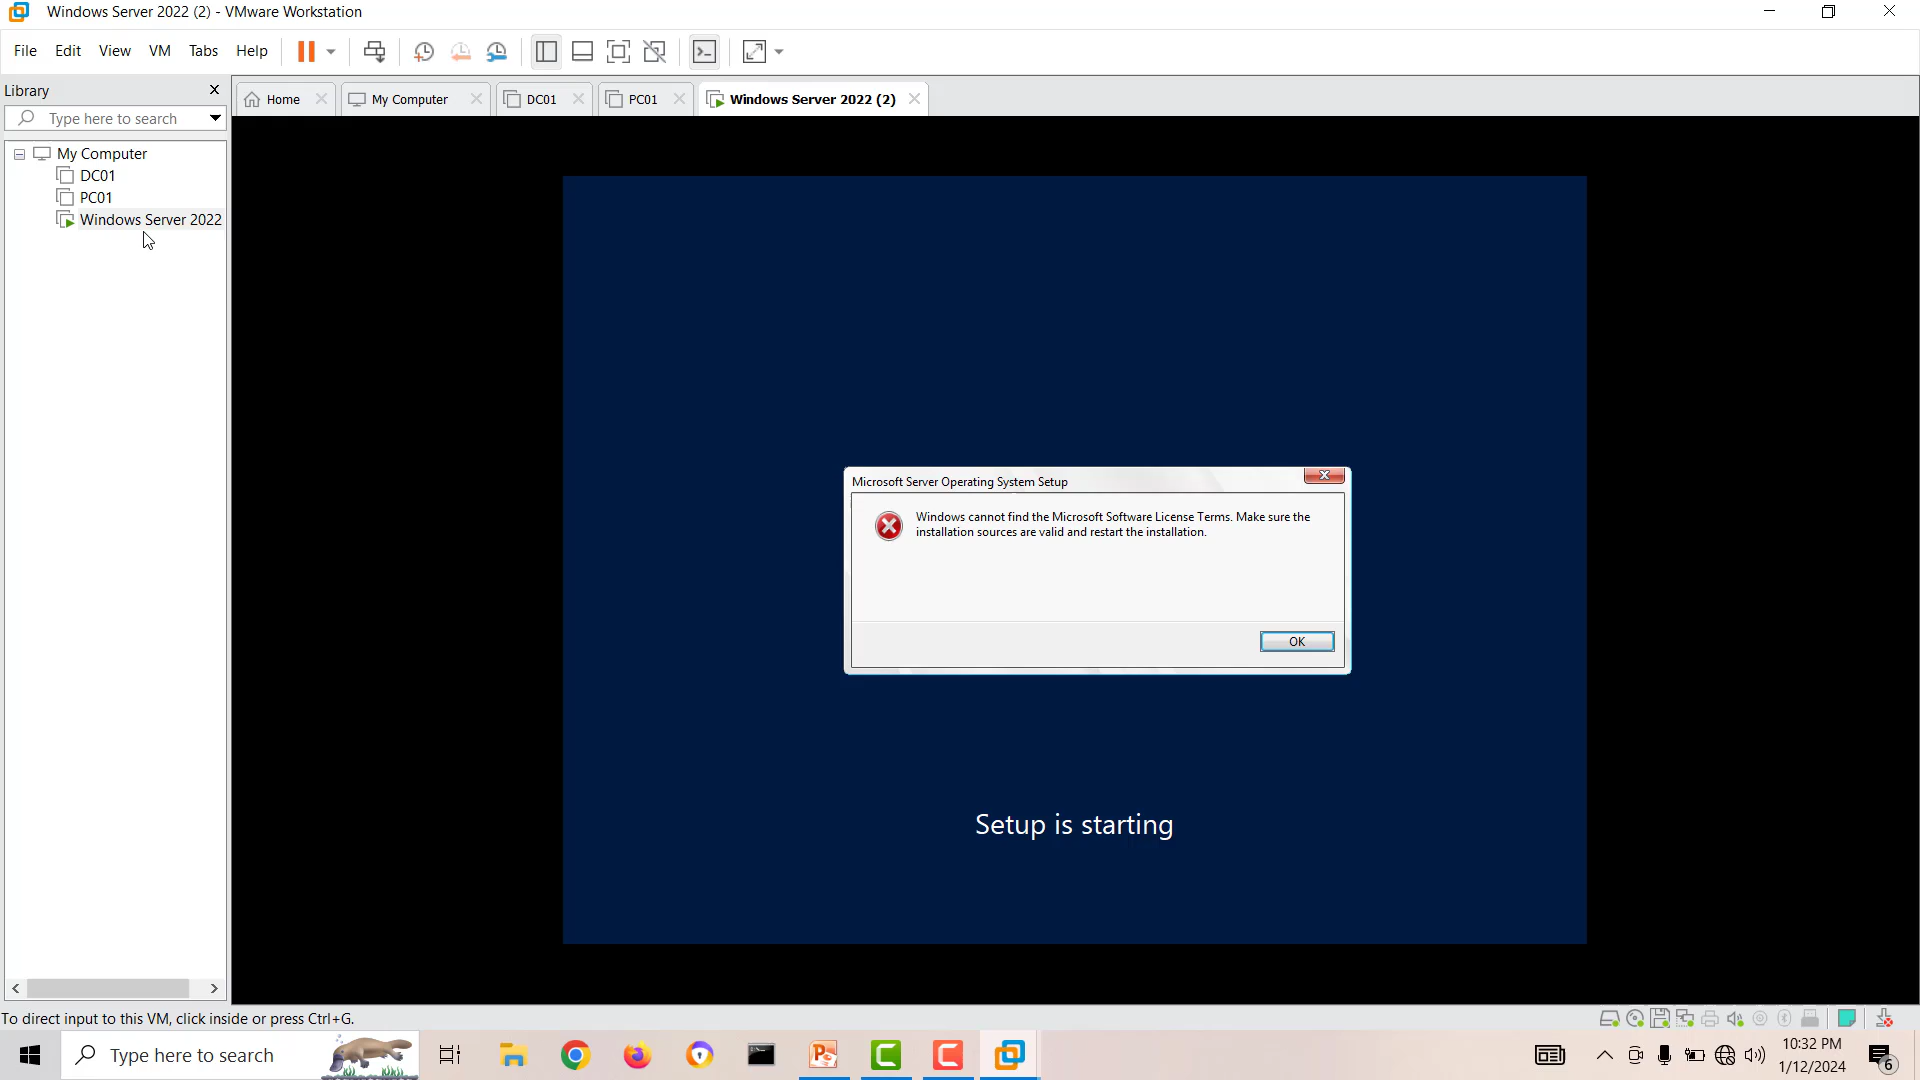 Windows Server 2022 (2) - VMware Workstation
File Edit View VM Tabs Help
Library
Type here to search
Home
My Computer
DC01
PC01
Windows Server 2022 (2)
My Computer
DC01
PC01
Windows Server 2022
Microsoft Server Operating System Setup
Windows cannot find the Microsoft Software License Terms. Make sure the
installation sources are valid and restart the installation.
OK
Setup is starting
To direct input to this VM, click inside or press Ctrl+G.
Type here to search
10:32 PM
1/12/2024
6